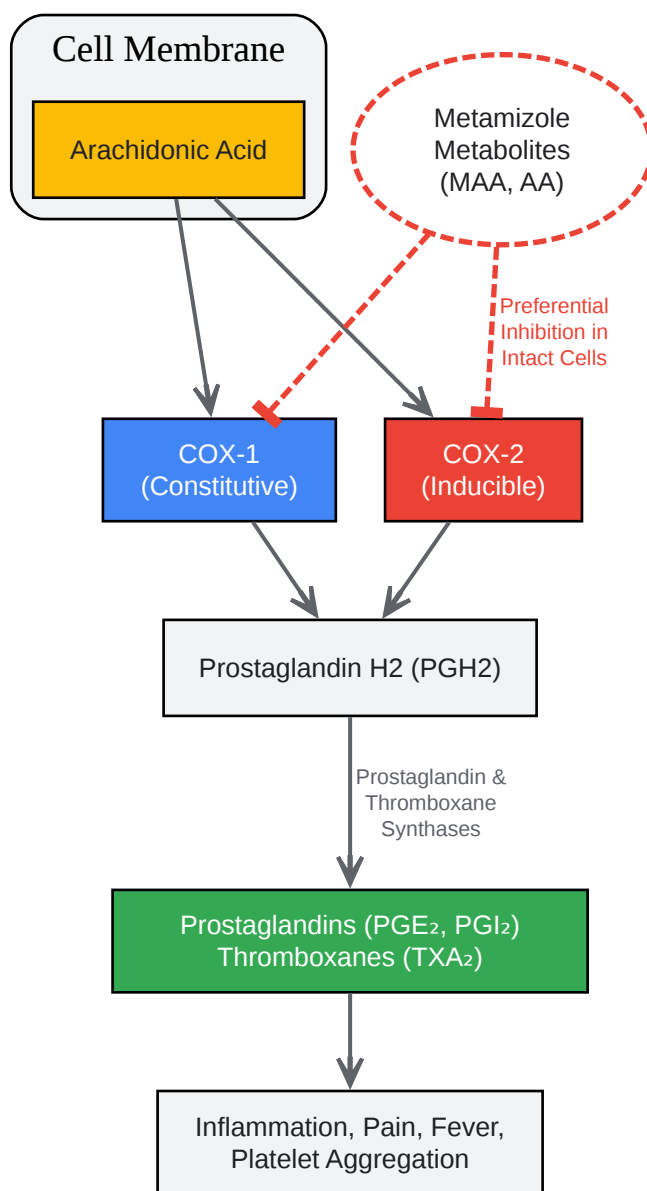 Cell Membrane
Arachidonic Acid
Metamizole
Metabolites
(MAA, AA)
Preferential
Inhibition in
Intact Cells
COX-1
(Constitutive)
COX-2
(Inducible)
Prostaglandin H2 (PGH2)
Prostaglandin &
Thromboxane
Synthases
Prostaglandins (PGE₂, PGI₂)
Thromboxanes (TXA₂)
Inflammation, Pain, Fever,
Platelet Aggregation